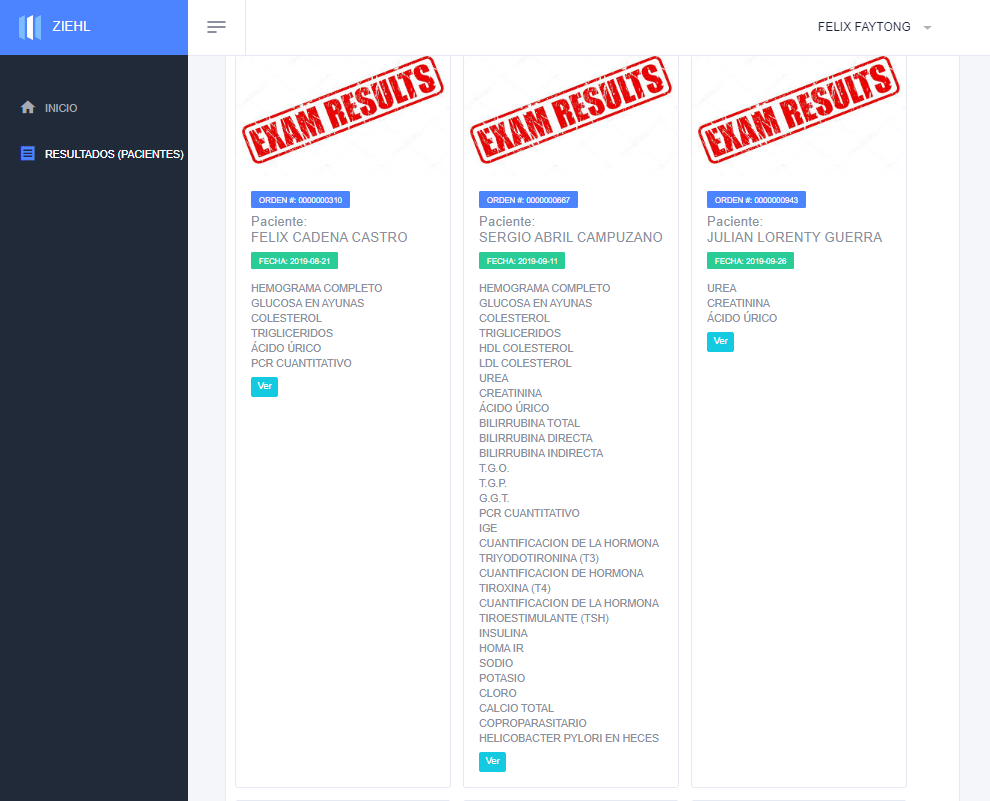 ZIEHL
FELIX FAYTONG
INICIO
RESULTADOS (PACIENTES)
EXAM RESULTS
ORDEN #: 0000000310
Paciente:
FELIX CADENA CASTRO
FECHA: 2019-08-21
HEMOGRAMA COMPLETO
GLUCOSA EN AYUNAS
COLESTEROL
TRIGLICERIDOS
ÁCIDO ÚRICO
PCR CUANTITATIVO
Ver
EXAM RESULTS
ORDEN #: 0000000667
Paciente:
SERGIO ABRIL CAMPUZANO
FECHA: 2019-09-11
HEMOGRAMA COMPLETO
GLUCOSA EN AYUNAS
COLESTEROL
TRIGLICERIDOS
HDL COLESTEROL
LDL COLESTEROL
UREA
CREATININA
ÁCIDO ÚRICO
BILIRRUBINA TOTAL
BILIRRUBINA DIRECTA
BILIRRUBINA INDIRECTA
T.G.O.
T.G.P.
G.G.T.
PCR CUANTITATIVO
IGE
CUANTIFICACION DE LA HORMONA
TRIYODOTIRONINA (T3)
CUANTIFICACION DE HORMONA
TIROXINA (T4)
CUANTIFICACION DE LA HORMONA
TIROESTIMULANTE (TSH)
INSULINA
HOMA IR
SODIO
POTASIO
CLORO
CALCIO TOTAL
COPROPARASITARIO
HELICOBACTER PYLORI EN HECES
Ver
EXAM RESULTS
ORDEN #: 0000000943
Paciente:
JULIAN LORENTY GUERRA
FECHA: 2019-09-26
UREA
CREATININA
ÁCIDO ÚRICO
Ver